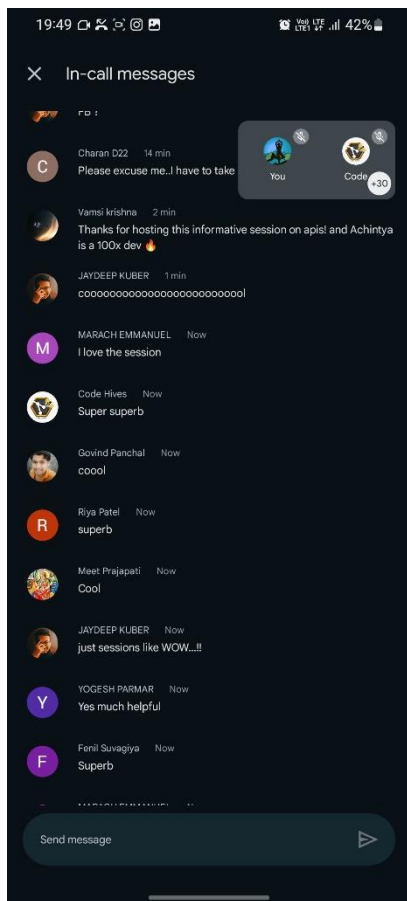 19:49
Vo) LTE
LTE1 42%
In-call messages
Charan D22 14 min
Please excuse me..I have to take
You
Code
+30
Vamsi krishna 2 min
Thanks for hosting this informative session on apis! and Achintya
is a 100x dev 🔥
JAYDEEP KUBER 1 min
cooooooooooooooooooooooooool
M
MARACH EMMANUEL Now
I love the session
Code Hives Now
Super superb
Govind Panchal Now
coool
R
Riya Patel Now
superb
Meet Prajapati Now
Cool
JAYDEEP KUBER Now
just sessions like WOW...!!
Y
YOGESH PARMAR Now
Yes much helpful
F
Fenil Suvagiya Now
Superb
Send message